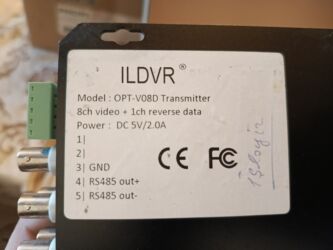 ILDVR®
Model : OPT-V08D Transmitter
8ch video + 1ch reverse data
Power : DC 5V/2.0A
1|
2|
3| GND
4| RS485 out+
5| RS485 out-
CE FC